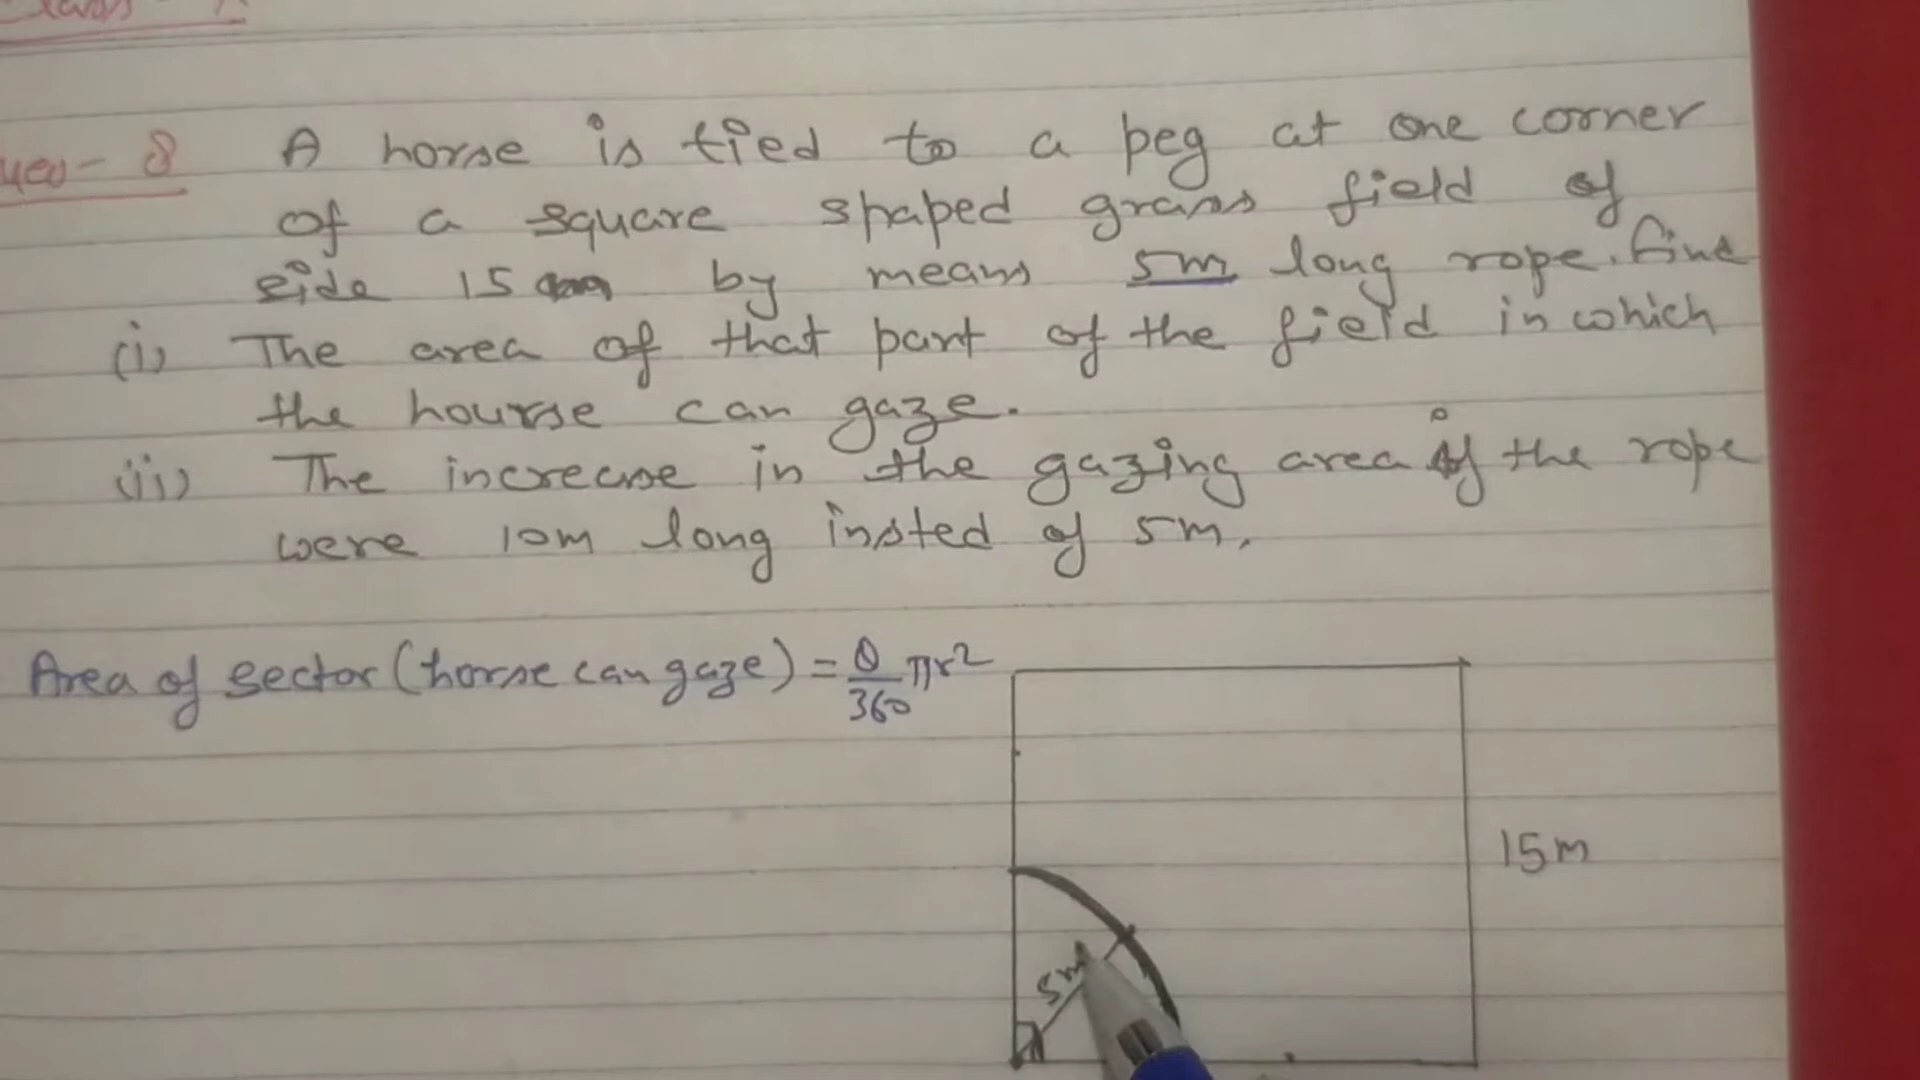 8 A horse is tied to a peg at one corner
of a square shaped grass field of
side 15 by means 5m long rope. find
(i) The area of that part of the field in which
the hourse can gaze.
(ii) The increase in the gazing area if the rope
were 10m long insted of 5m.
Area of sector (horse can gaze) = θ/360 πr²
15m
5m